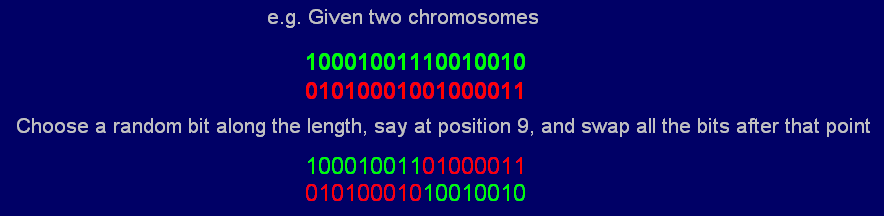 e.g. Given two chromosomes
10001001110010010
01010001001000011
Choose a random bit along the length, say at position 9, and swap all the bits after that point
10001001101000011
01010001010010010